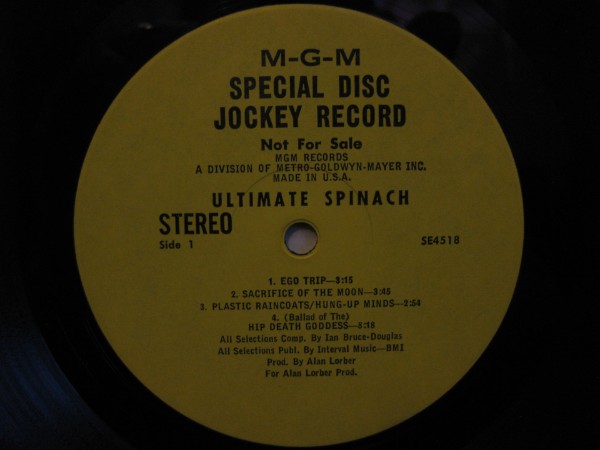 M-G-M
SPECIAL DISC
JOCKEY RECORD
Not For Sale
MGM RECORDS
A DIVISION OF METRO-GOLDWYN-MAYER INC.
MADE IN U.S.A.
ULTIMATE SPINACH
STEREO
Side 1
SE4518
1. EGO TRIP—3:15
2. SACRIFICE OF THE MOON—3:45
3. PLASTIC RAINCOATS/HUNG-UP MINDS—2:54
4. (Ballad of The)
HIP DEATH GODDESS—8:18
All Selections Comp. By Ian Bruce-Douglas
All Selections Publ. By Interval Music—BMI
Prod. By Alan Lorber
For Alan Lorber Prod.